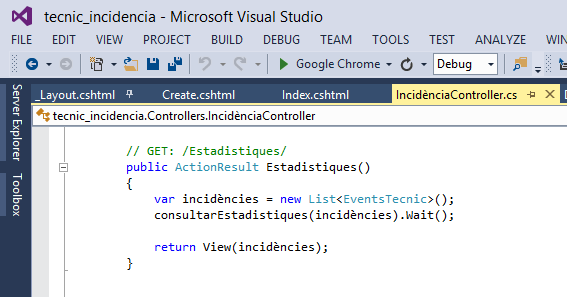 tecnic_incidencia - Microsoft Visual Studio
FILE EDIT VIEW PROJECT BUILD DEBUG TEAM TOOLS TEST ANALYZE WIN
Google Chrome Debug
_Layout.cshtml Create.cshtml Index.cshtml IncidènciaController.cs
tecnic_incidencia.Controllers.IncidènciaController
Server Explorer
Toolbox
// GET: /Estadistiques/
public ActionResult Estadistiques()
{
var incidències = new List<EventsTecnic>();
consultarEstadistiques(incidències).Wait();
return View(incidències);
}